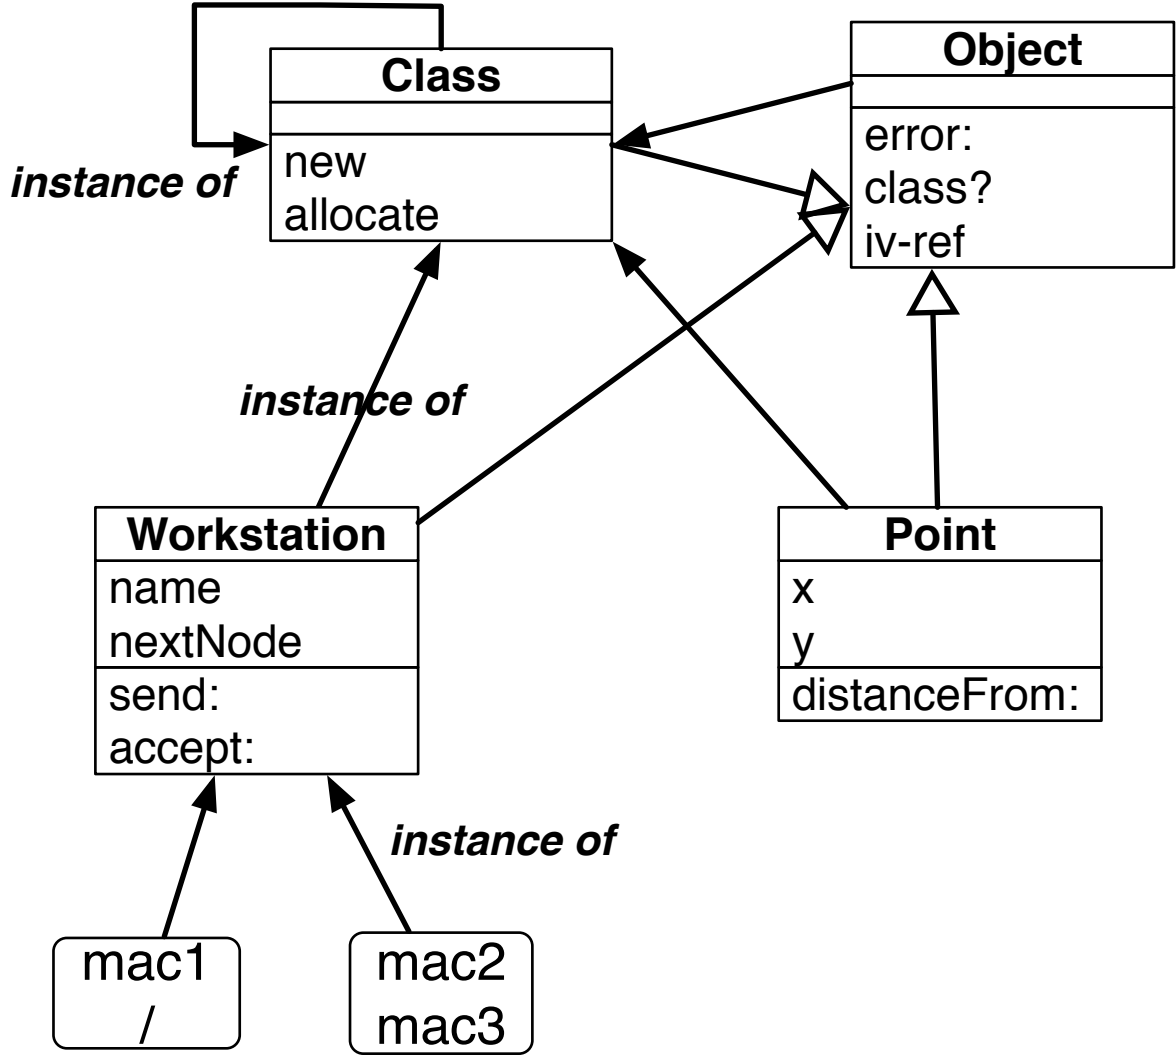 Class
new
allocate
Object
error:
class?
iv-ref
instance of
instance of
Workstation
name
nextNode
send:
accept:
Point
x
y
distanceFrom:
instance of
mac1
/
mac2
mac3